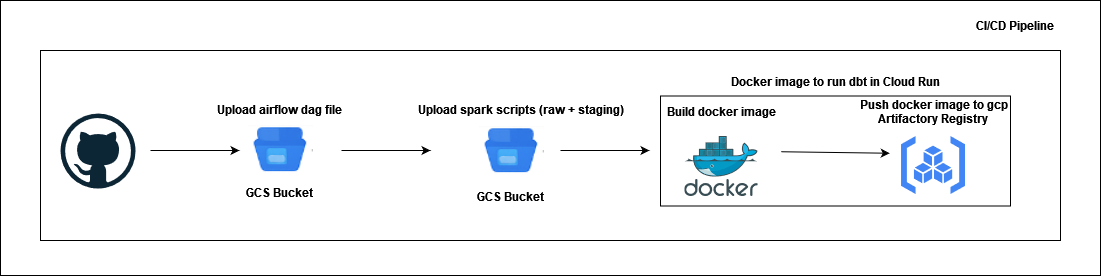 CI/CD Pipeline
Docker image to run dbt in Cloud Run
Upload airflow dag file
GCS Bucket
Upload spark scripts (raw + staging)
GCS Bucket
Build docker image
docker
Push docker image to gcp
Artifactory Registry